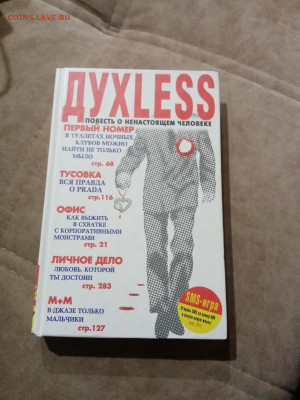 COINS.LAVE.RU
ДУХLESS
ПОВЕСТЬ О НЕНАСТОЯЩЕМ ЧЕЛОВЕКЕ
ПЕРВЫЙ НОМЕР
В ТУАЛЕТАХ НОЧНЫХ
КЛУБОВ МОЖНО
НАЙТИ НЕ ТОЛЬКО
МЫЛО
стр. 68
ТУСОВКА
ВСЯ ПРАВДА
О PRADA
стр.116
ОФИС
КАК ВЫЖИТЬ
В СХВАТКЕ
С КОРПОРАТИВНЫМИ
МОНСТРАМИ
стр. 21
ЛИЧНОЕ ДЕЛО
ЛЮБОВЬ, КОТОРОЙ
ТЫ ДОСТОИН
стр. 283
М+М
В ДЖАЗЕ ТОЛЬКО
МАЛЬЧИКИ
стр.127
SMS-игра